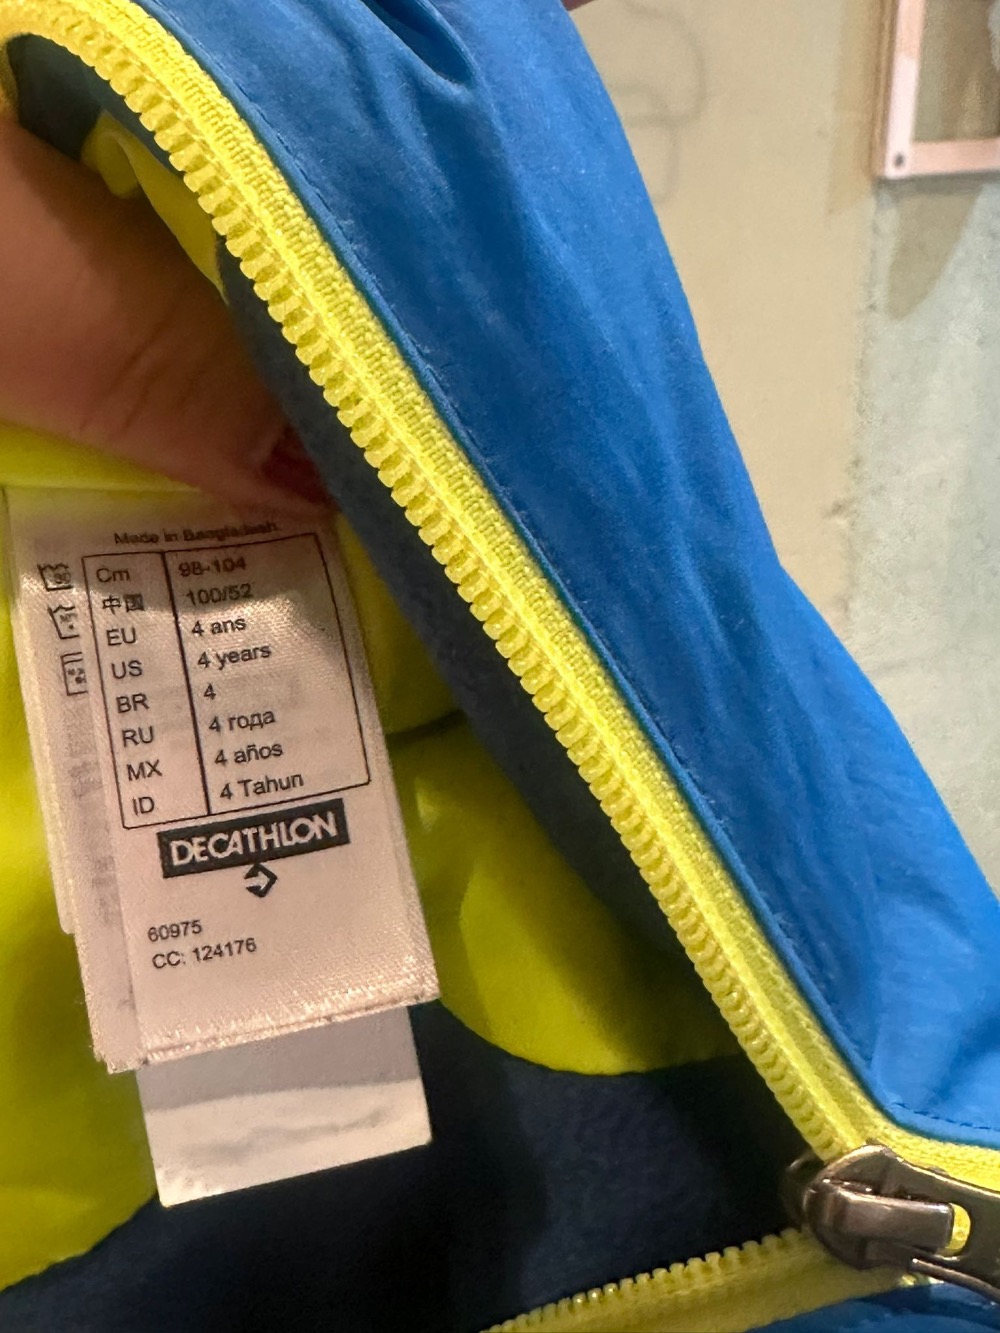 Made in Bangladesh
Cm 98-104
中国 100/52
EU 4 ans
US 4 years
BR 4
RU 4 года
MX 4 años
ID 4 Tahun
DECATHLON
60975
CC: 124176